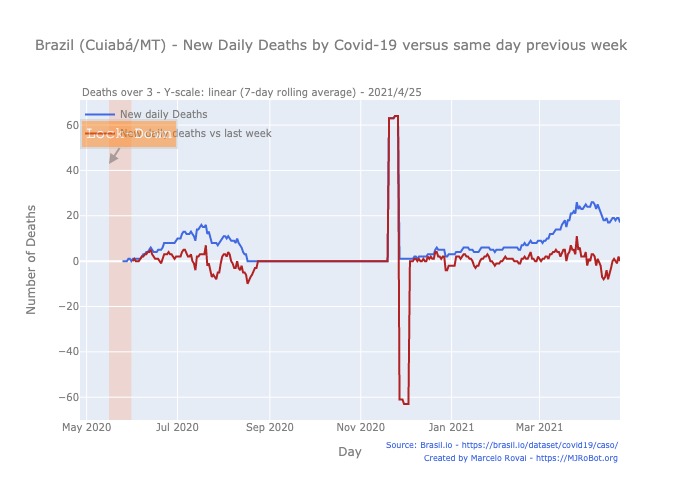 Brazil (Cuiabá/MT) - New Daily Deaths by Covid-19 versus same day previous week
Deaths over 3 - Y-scale: linear (7-day rolling average) - 2021/4/25
New daily Deaths
New daily deaths vs last week
Lock Down
Number of Deaths
60
40
20
0
−20
−40
−60
May 2020 Jul 2020 Sep 2020 Nov 2020 Jan 2021 Mar 2021
Day
Source: Brasil.io - https://brasil.io/dataset/covid19/caso/
Created by Marcelo Rovai - https://MJRoBot.org